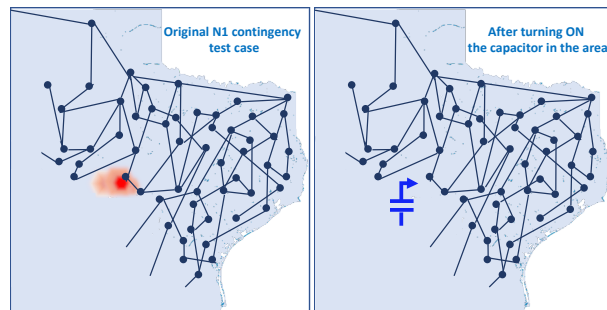 Original N1 contingency
test case
After turning ON
the capacitor in the area